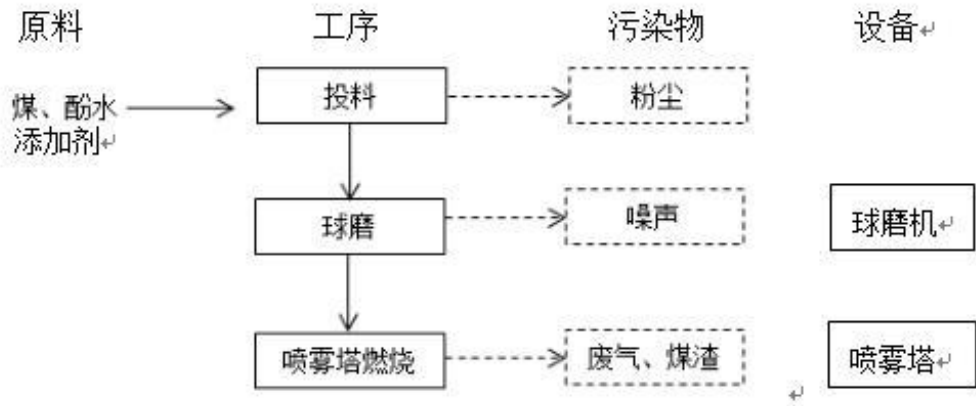 原料 工序 污染物 设备
煤、酚水
添加剂
投料 粉尘
球磨 噪声 球磨机
喷雾塔燃烧 废气、煤渣 喷雾塔